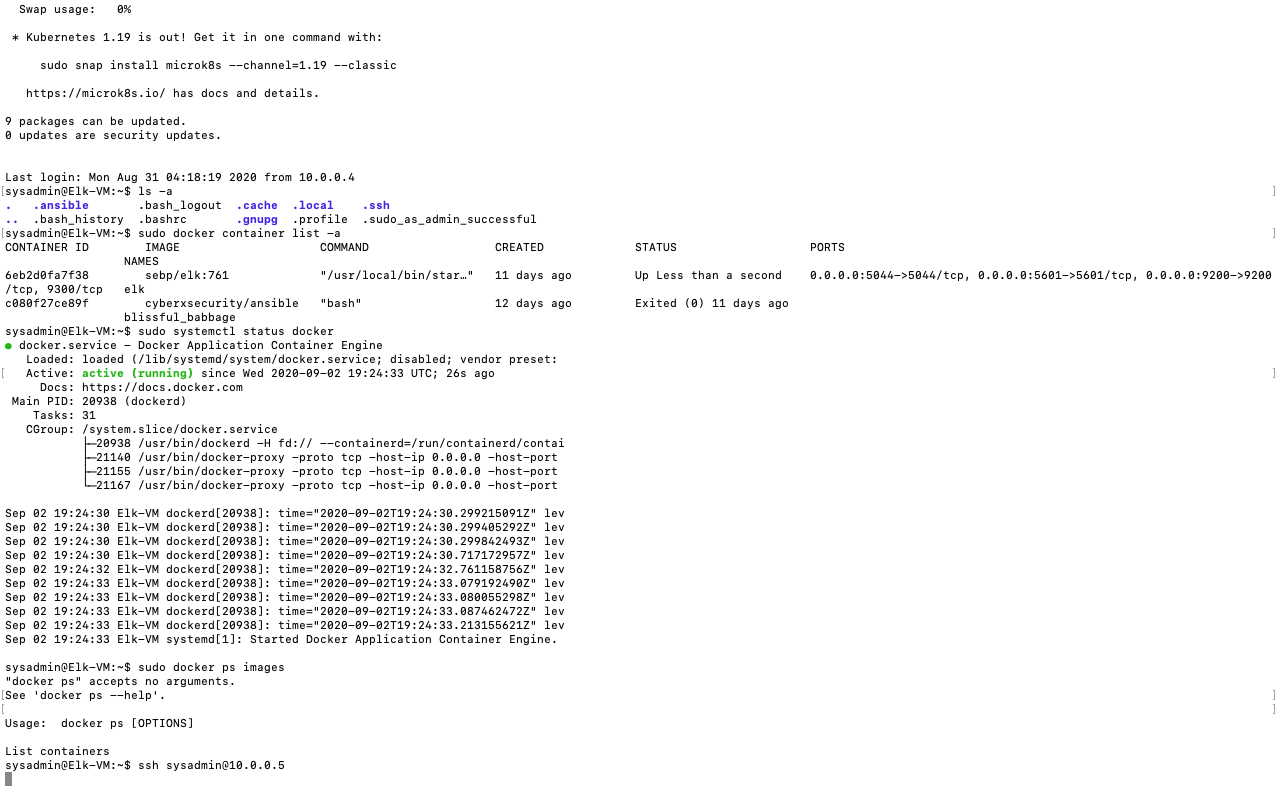 Swap usage:   0%
* Kubernetes 1.19 is out! Get it in one command with:
sudo snap install microk8s --channel=1.19 --classic
https://microk8s.io/ has docs and details.
9 packages can be updated.
0 updates are security updates.
Last login: Mon Aug 31 04:18:19 2020 from 10.0.0.4
[sysadmin@Elk-VM:~$ ls -a ]
.   .ansible       .bash_logout  .cache  .local   .ssh
..  .bash_history  .bashrc       .gnupg  .profile  .sudo_as_admin_successful
[sysadmin@Elk-VM:~$ sudo docker container list -a ]
CONTAINER ID        IMAGE                    COMMAND                  CREATED             STATUS                   PORTS
NAMES
6eb2d0fa7f38        sebp/elk:761             "/usr/local/bin/star…"   11 days ago         Up Less than a second    0.0.0.0:5044->5044/tcp, 0.0.0.0:5601->5601/tcp, 0.0.0.0:9200->9200
/tcp, 9300/tcp   elk
c080f27ce89f        cyberxsecurity/ansible   "bash"                   12 days ago         Exited (0) 11 days ago
blissful_babbage
sysadmin@Elk-VM:~$ sudo systemctl status docker
● docker.service - Docker Application Container Engine
Loaded: loaded (/lib/systemd/system/docker.service; disabled; vendor preset:
[   Active: active (running) since Wed 2020-09-02 19:24:33 UTC; 26s ago ]
Docs: https://docs.docker.com
Main PID: 20938 (dockerd)
Tasks: 31
CGroup: /system.slice/docker.service
├─20938 /usr/bin/dockerd -H fd:// --containerd=/run/containerd/contai
├─21140 /usr/bin/docker-proxy -proto tcp -host-ip 0.0.0.0 -host-port
├─21155 /usr/bin/docker-proxy -proto tcp -host-ip 0.0.0.0 -host-port
└─21167 /usr/bin/docker-proxy -proto tcp -host-ip 0.0.0.0 -host-port
Sep 02 19:24:30 Elk-VM dockerd[20938]: time="2020-09-02T19:24:30.299215091Z" lev
Sep 02 19:24:30 Elk-VM dockerd[20938]: time="2020-09-02T19:24:30.299405292Z" lev
Sep 02 19:24:30 Elk-VM dockerd[20938]: time="2020-09-02T19:24:30.299842493Z" lev
Sep 02 19:24:30 Elk-VM dockerd[20938]: time="2020-09-02T19:24:30.717172957Z" lev
Sep 02 19:24:32 Elk-VM dockerd[20938]: time="2020-09-02T19:24:32.761158756Z" lev
Sep 02 19:24:33 Elk-VM dockerd[20938]: time="2020-09-02T19:24:33.079192490Z" lev
Sep 02 19:24:33 Elk-VM dockerd[20938]: time="2020-09-02T19:24:33.080055298Z" lev
Sep 02 19:24:33 Elk-VM dockerd[20938]: time="2020-09-02T19:24:33.087462472Z" lev
Sep 02 19:24:33 Elk-VM dockerd[20938]: time="2020-09-02T19:24:33.213155621Z" lev
Sep 02 19:24:33 Elk-VM systemd[1]: Started Docker Application Container Engine.
sysadmin@Elk-VM:~$ sudo docker ps images
"docker ps" accepts no arguments.
[See 'docker ps --help'. ]
[ ]
Usage:  docker ps [OPTIONS]
List containers
sysadmin@Elk-VM:~$ ssh sysadmin@10.0.0.5